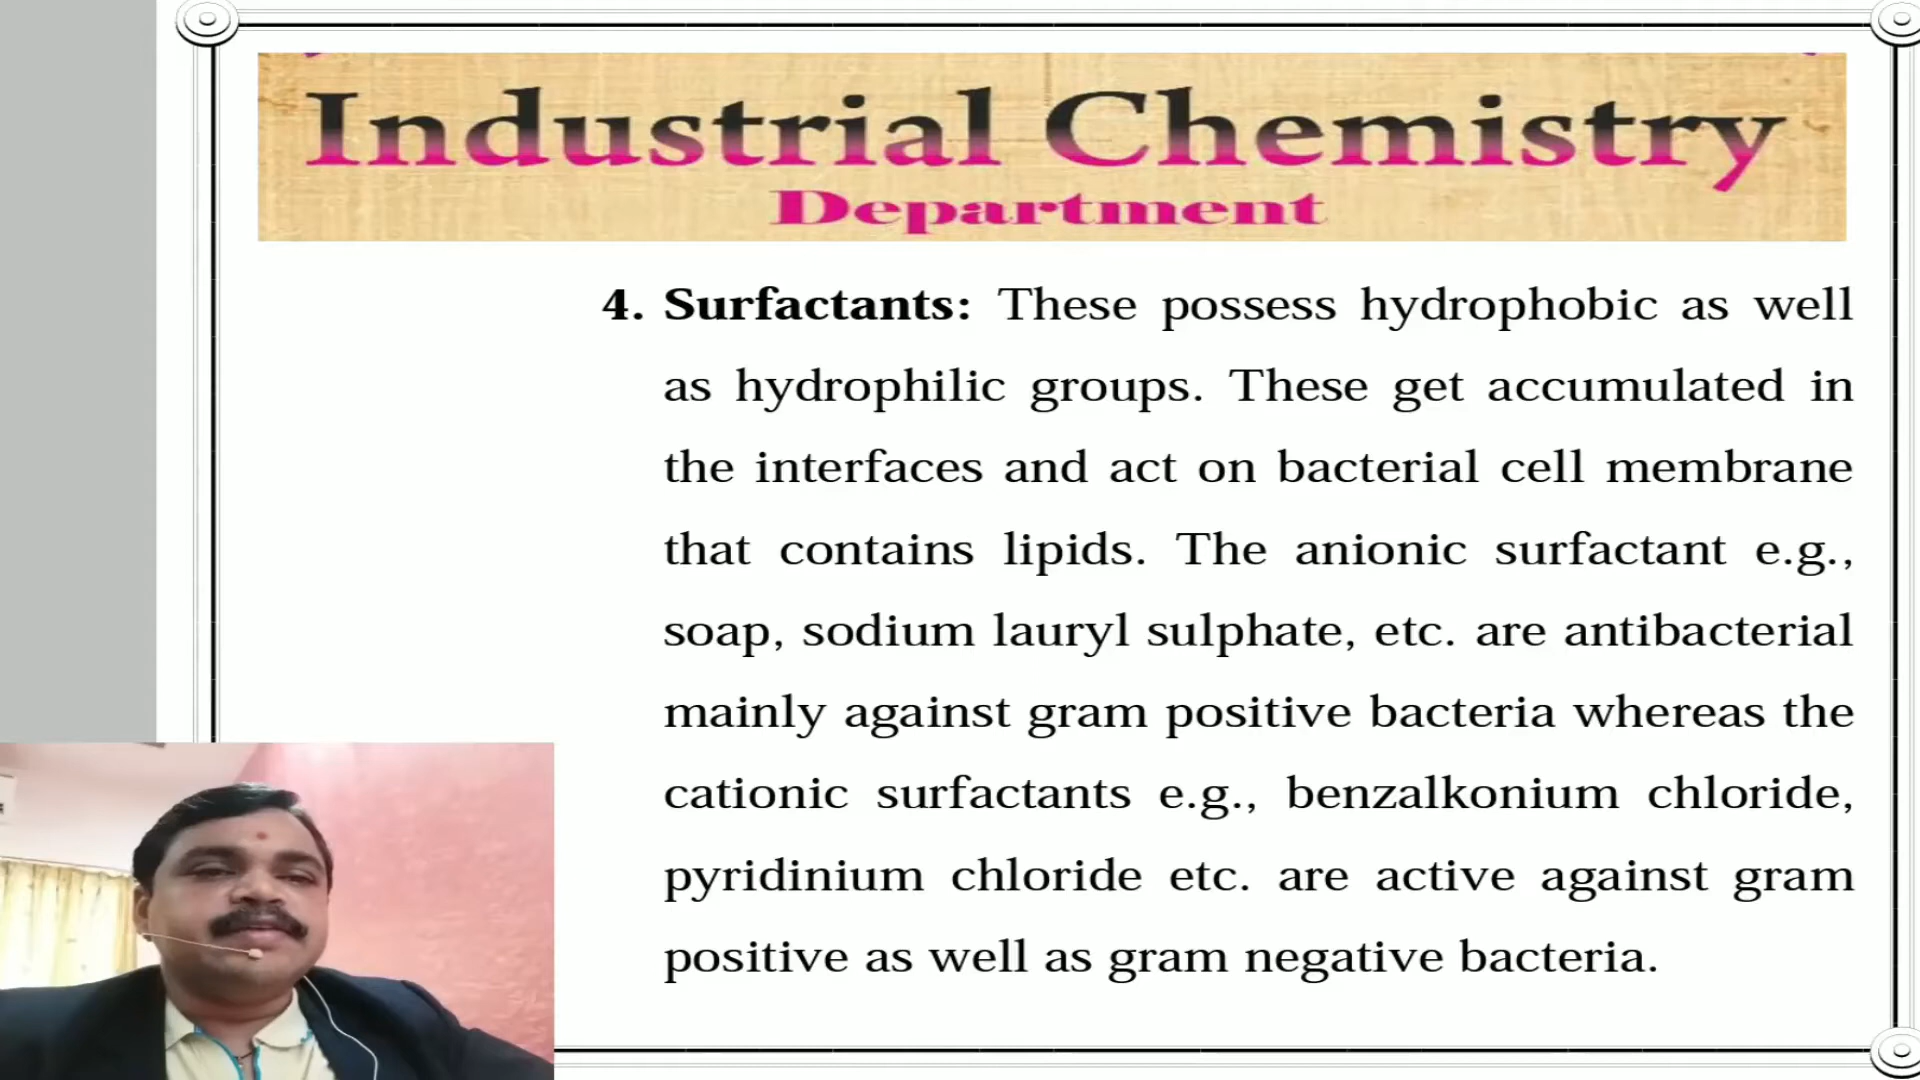 Industrial Chemistry
Department
4. Surfactants: These possess hydrophobic as well
as hydrophilic groups. These get accumulated in
the interfaces and act on bacterial cell membrane
that contains lipids. The anionic surfactant e.g.,
soap, sodium lauryl sulphate, etc. are antibacterial
mainly against gram positive bacteria whereas the
cationic surfactants e.g., benzalkonium chloride,
pyridinium chloride etc. are active against gram
positive as well as gram negative bacteria.